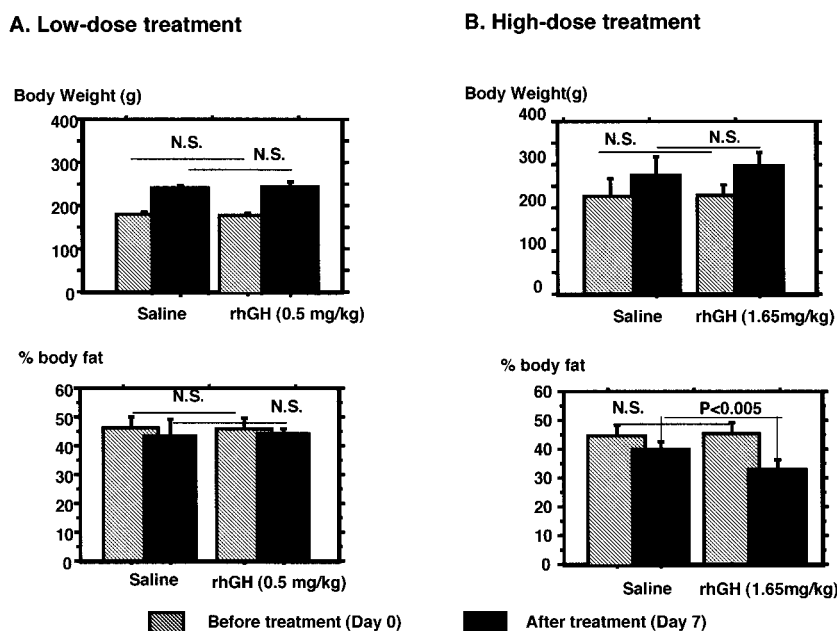 A. Low-dose treatment
B. High-dose treatment
Body Weight (g)
400
300
200
100
0
N.S.
N.S.
Saline
rhGH (0.5 mg/kg)
Body Weight(g)
400
300
200
100
0
N.S.
N.S.
Saline
rhGH (1.65mg/kg)
% body fat
60
50
40
30
20
10
0
N.S.
N.S.
Saline
rhGH (0.5 mg/kg)
% body fat
60
50
40
30
20
10
0
N.S.
P<0.005
Saline
rhGH (1.65mg/kg)
Before treatment (Day 0)
After treatment (Day 7)